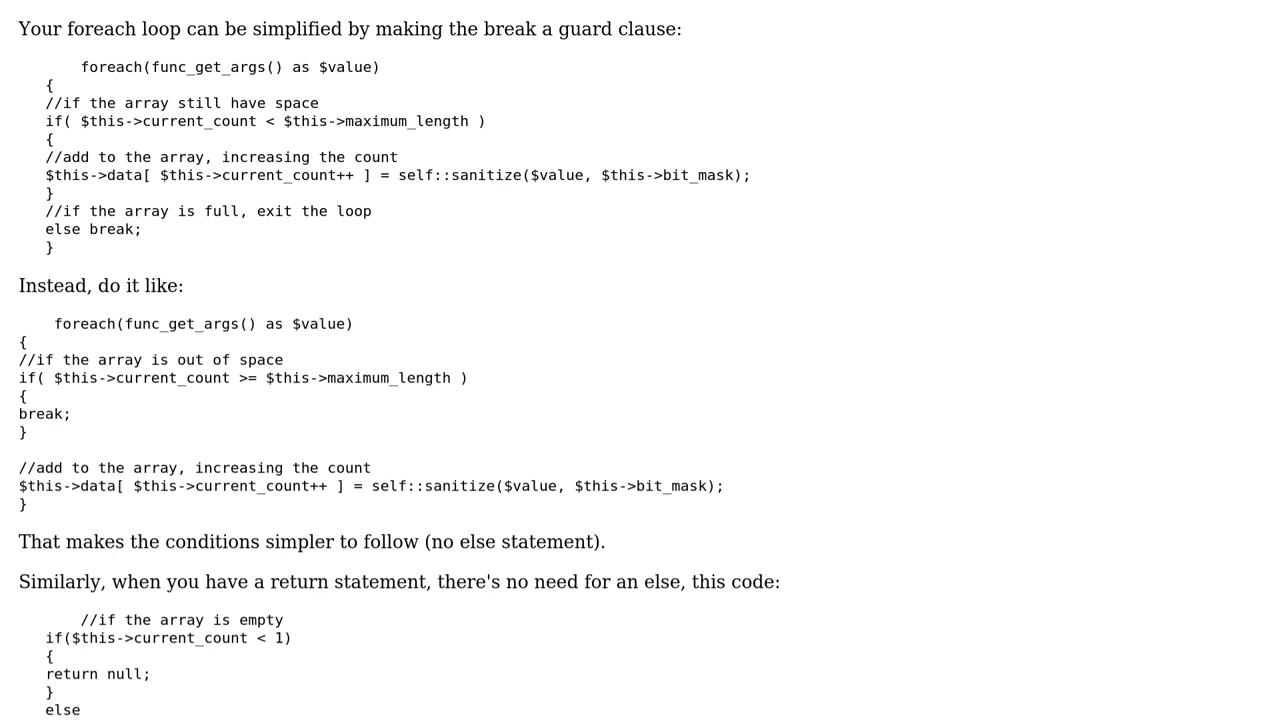 Your foreach loop can be simplified by making the break a guard clause:
foreach(func_get_args() as $value)
{
//if the array still have space
if( $this->current_count < $this->maximum_length )
{
//add to the array, increasing the count
$this->data[ $this->current_count++ ] = self::sanitize($value, $this->bit_mask);
}
//if the array is full, exit the loop
else break;
}
Instead, do it like:
foreach(func_get_args() as $value)
{
//if the array is out of space
if( $this->current_count >= $this->maximum_length )
{
break;
}
//add to the array, increasing the count
$this->data[ $this->current_count++ ] = self::sanitize($value, $this->bit_mask);
}
That makes the conditions simpler to follow (no else statement).
Similarly, when you have a return statement, there's no need for an else, this code:
//if the array is empty
if($this->current_count < 1)
{
return null;
}
else